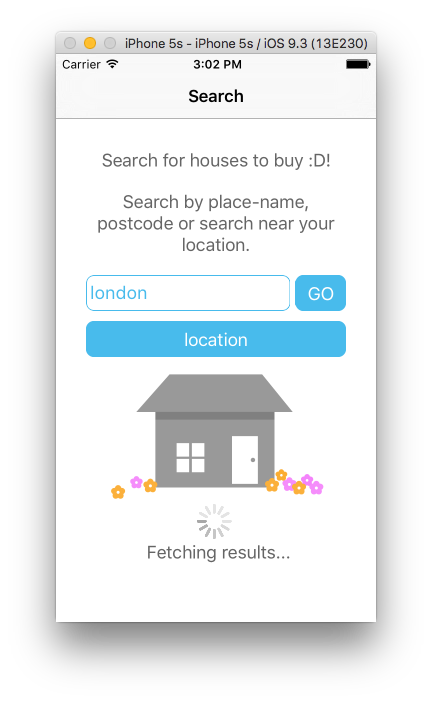 iPhone 5s - iPhone 5s / iOS 9.3 (13E230)
Carrier 3:02 PM
Search
Search for houses to buy :D!
Search by place-name,
postcode or search near your
location.
london GO
location
Fetching results...